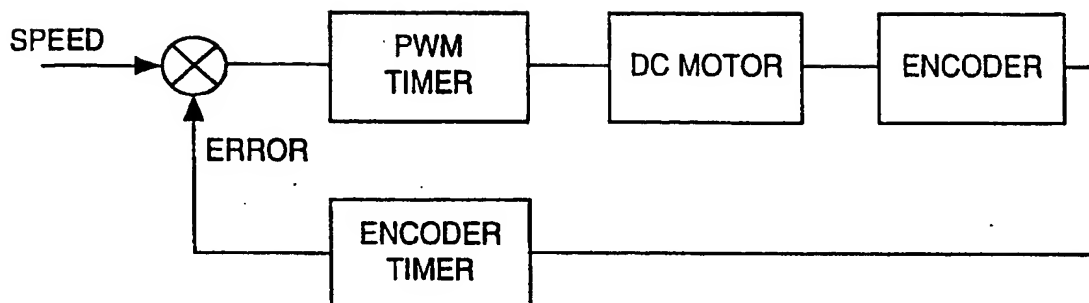 SPEED
PWM
TIMER
DC MOTOR
ENCODER
ERROR
ENCODER
TIMER